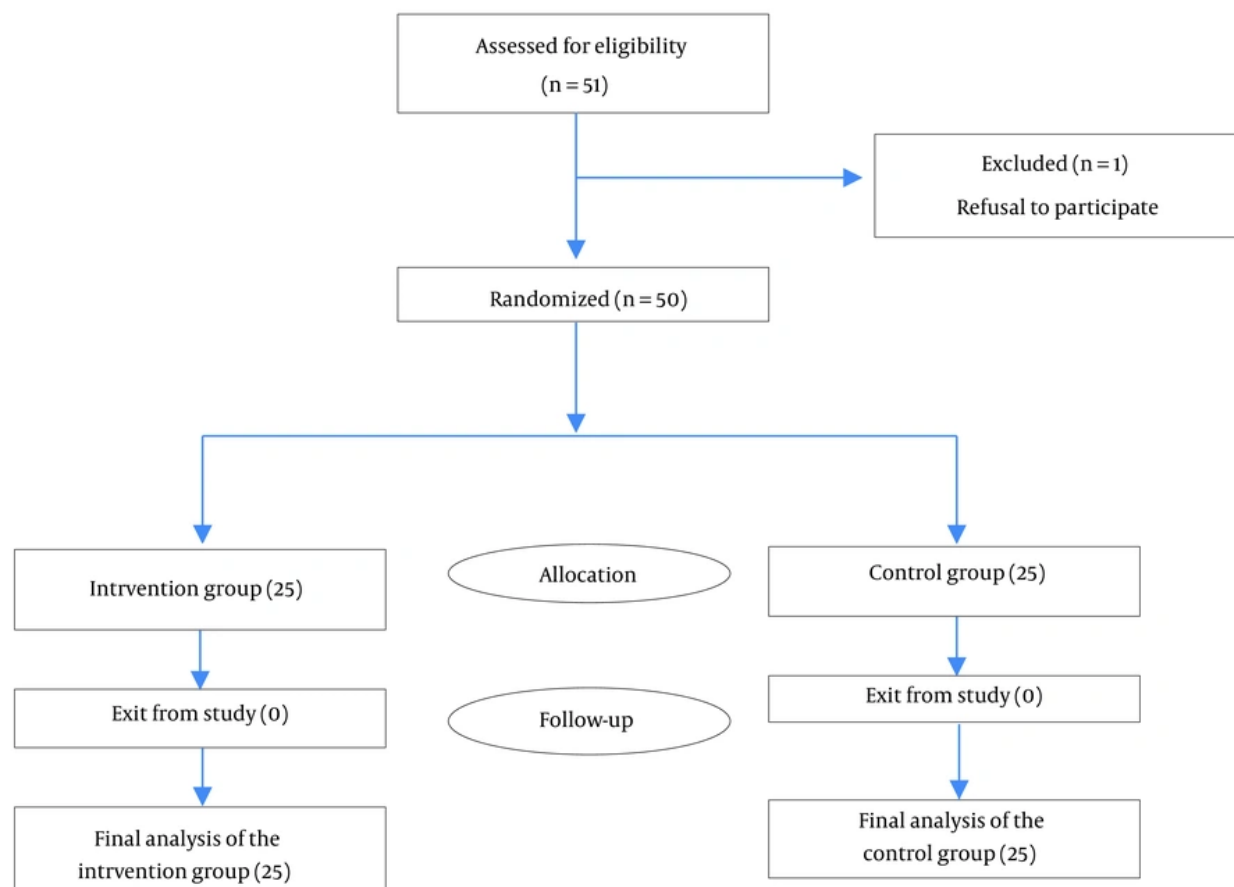 Assessed for eligibility
(n = 51)
Excluded (n = 1)
Refusal to participate
Randomized (n = 50)
Intrvention group (25)
Allocation
Control group (25)
Exit from study (0)
Follow-up
Exit from study (0)
Final analysis of the
intrvention group (25)
Final analysis of the
control group (25)